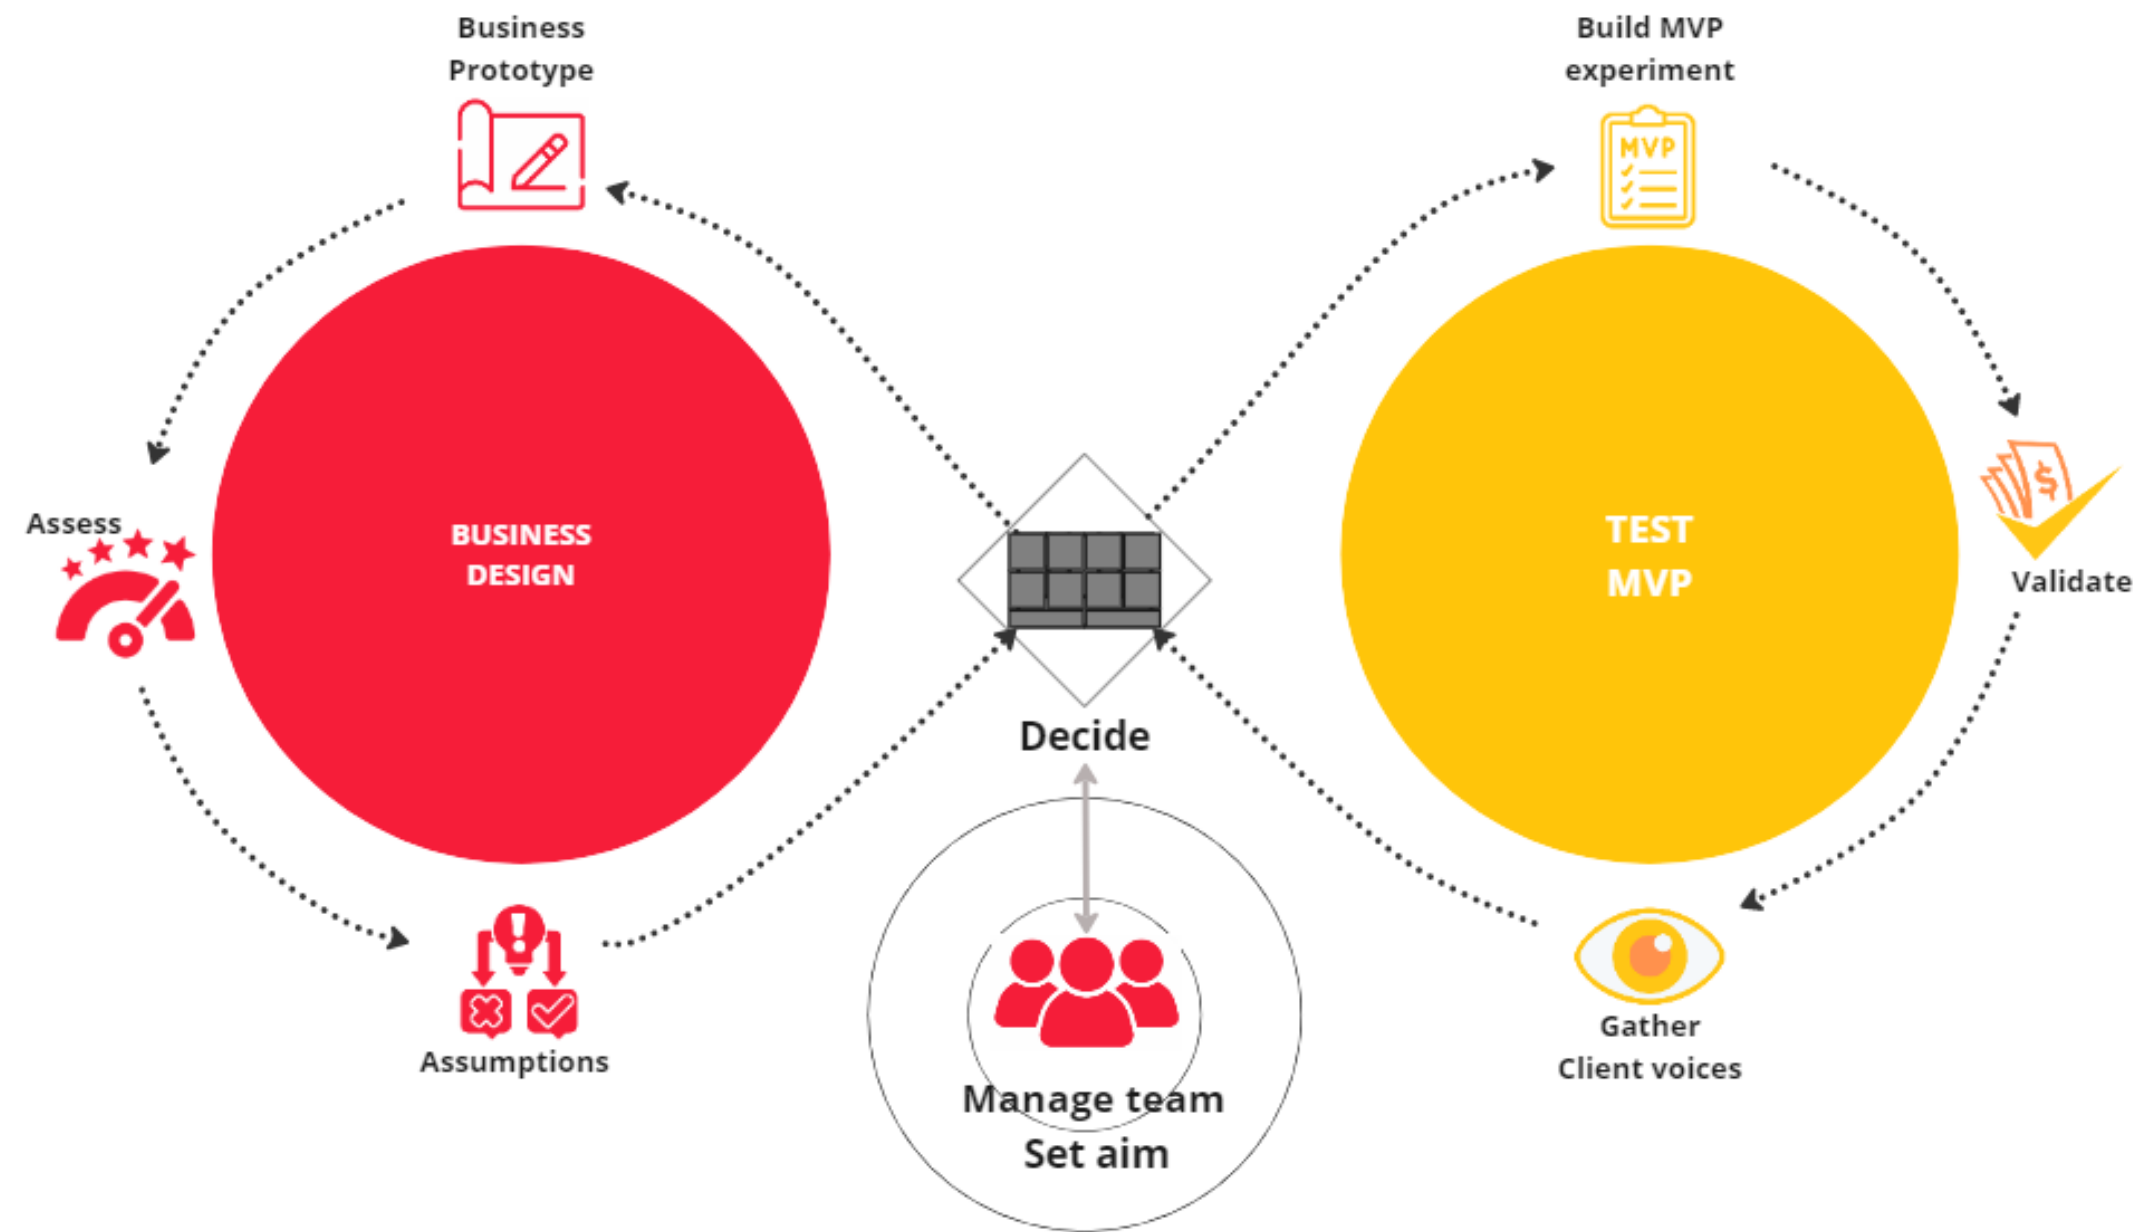 Business
Prototype
Build MVP
experiment
MVP
Assess
BUSINESS
DESIGN
TEST
MVP
$
Validate
Decide
Assumptions
Gather
Client voices
Manage team
Set aim